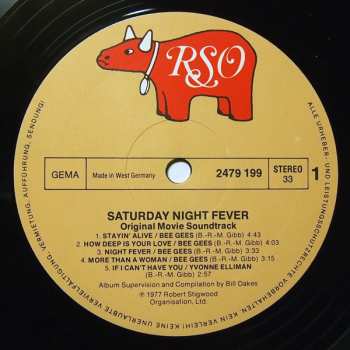 RSO
GEMA
Made in West Germany
2479 199
STEREO
33
1
SATURDAY NIGHT FEVER
Original Movie Soundtrack
1. STAYIN' ALIVE / BEE GEES (B.-R.-M. Gibb) 4:43
2. HOW DEEP IS YOUR LOVE / BEE GEES (B.-R.-M. Gibb) 4:00
3. NIGHT FEVER / BEE GEES (B.-R.-M. Gibb) 3:33
4. MORE THAN A WOMAN / BEE GEES (B.-R.-M. Gibb) 3:15
5. IF I CAN'T HAVE YOU / YVONNE ELLIMAN
(B.-R.-M. Gibb) 2:57
Album Supervision and Compilation by Bill Oakes
℗ 1977 Robert Stigwood
Organisation, Ltd.
ALLE URHEBER- UND LEISTUNGSSCHUTZRECHTE VORBEHALTEN. KEIN VERLEIH! KEINE UNERLAUBTE VERVIELFÄLTIGUNG, VERMIETUNG, AUFFÜHRUNG, SENDUNG!